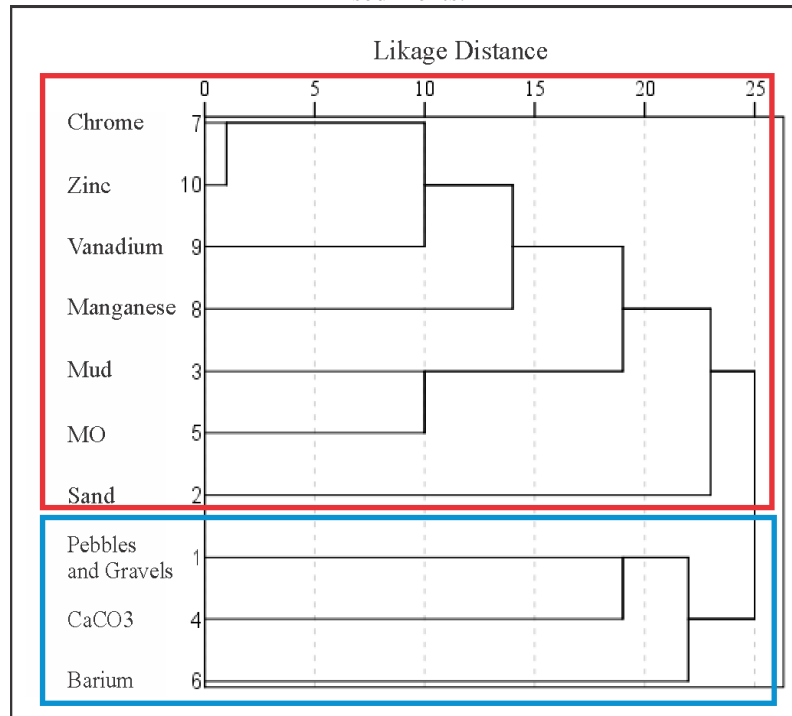 Likage Distance
0 5 10 15 20 25
Chrome 7
Zinc 10
Vanadium 9
Manganese 8
Mud 3
MO 5
Sand 2
Pebbles
and Gravels 1
CaCO3 4
Barium 6